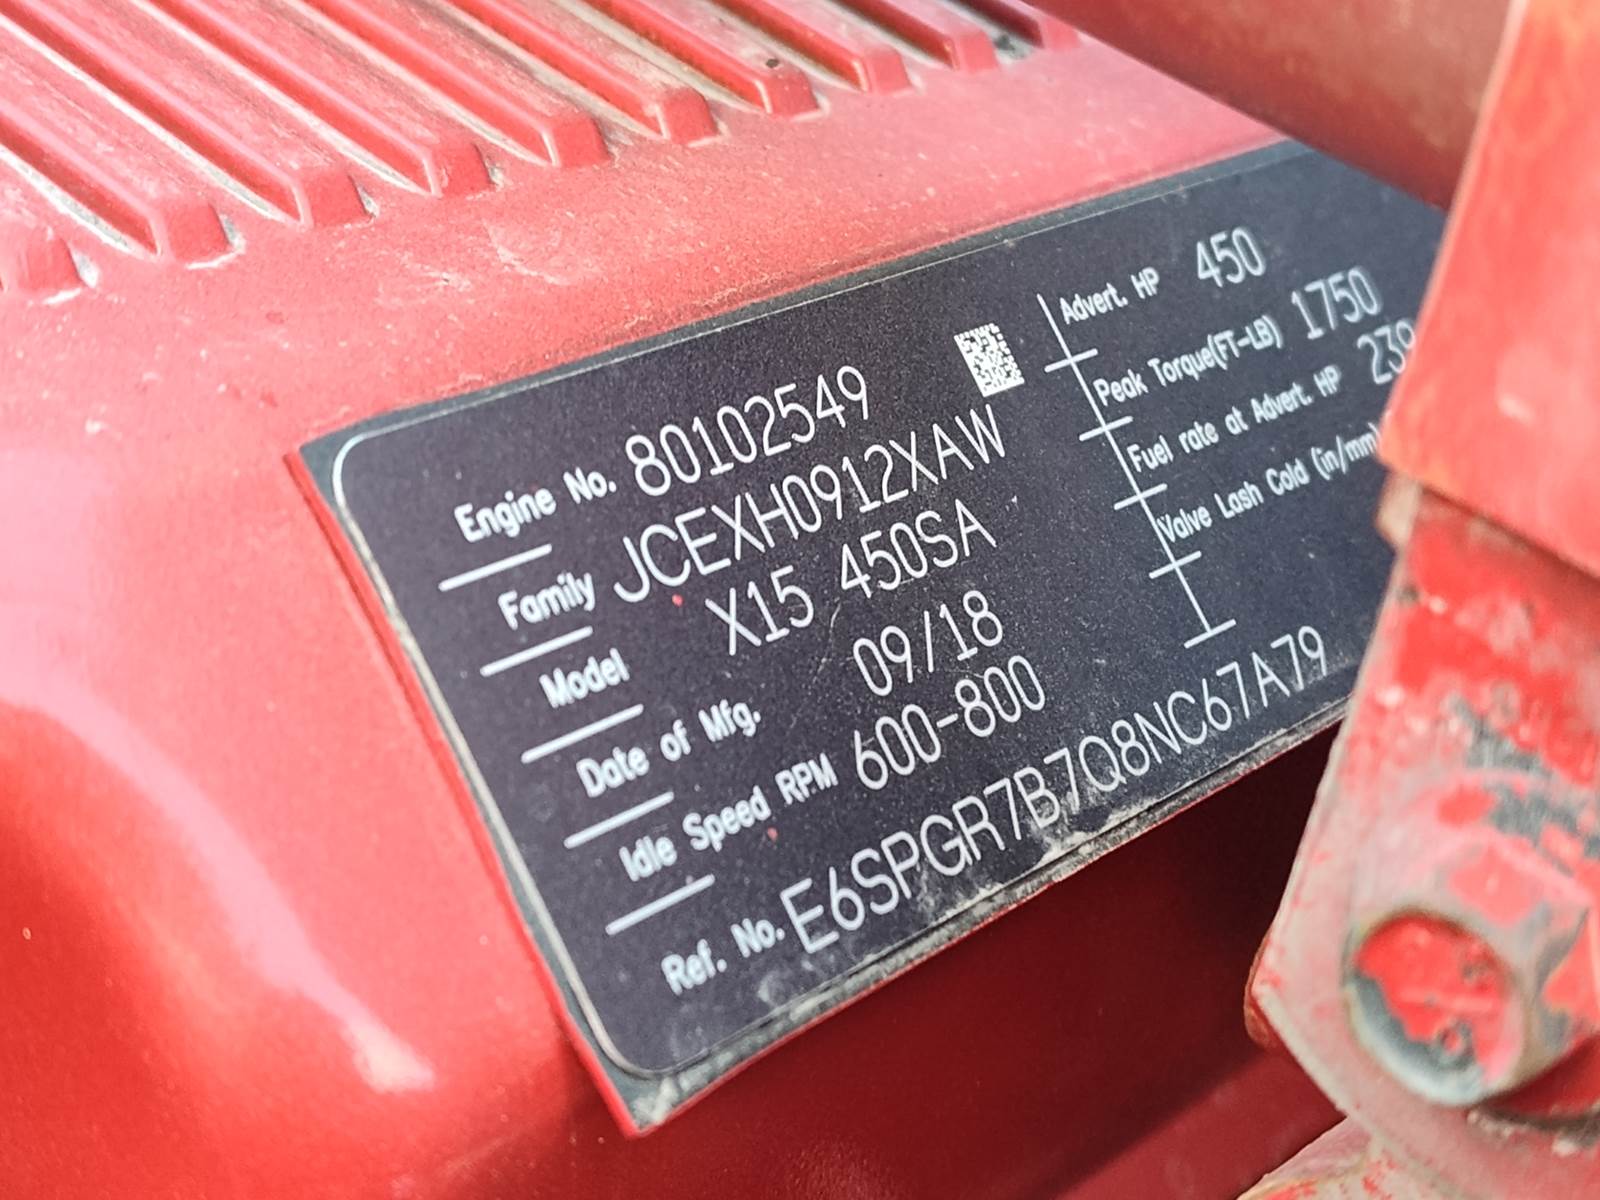 Engine No. 80102549
Family JCEXH0912XAW
Model X15 450SA
Date of Mfg. 09/18
Idle Speed RPM 600-800
Ref. No. E6SPGR7B7Q8NC67A79
Advert. HP 450
Peak Torque(FT-LB) 1750
Fuel rate at Advert. HP
Valve Lash Cold (in/mm)